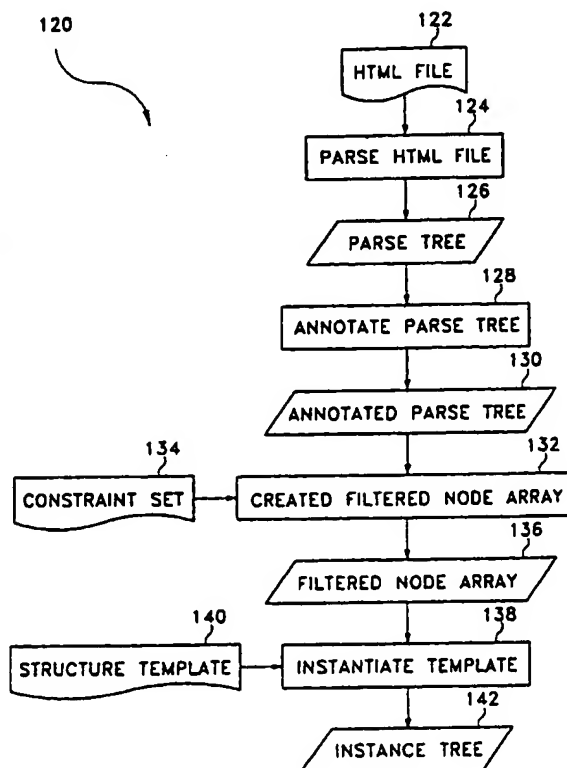 120
122
HTML FILE
124
PARSE HTML FILE
126
PARSE TREE
128
ANNOTATE PARSE TREE
130
ANNOTATED PARSE TREE
134
132
CONSTRAINT SET
CREATED FILTERED NODE ARRAY
136
FILTERED NODE ARRAY
140
138
STRUCTURE TEMPLATE
INSTANTIATE TEMPLATE
142
INSTANCE TREE